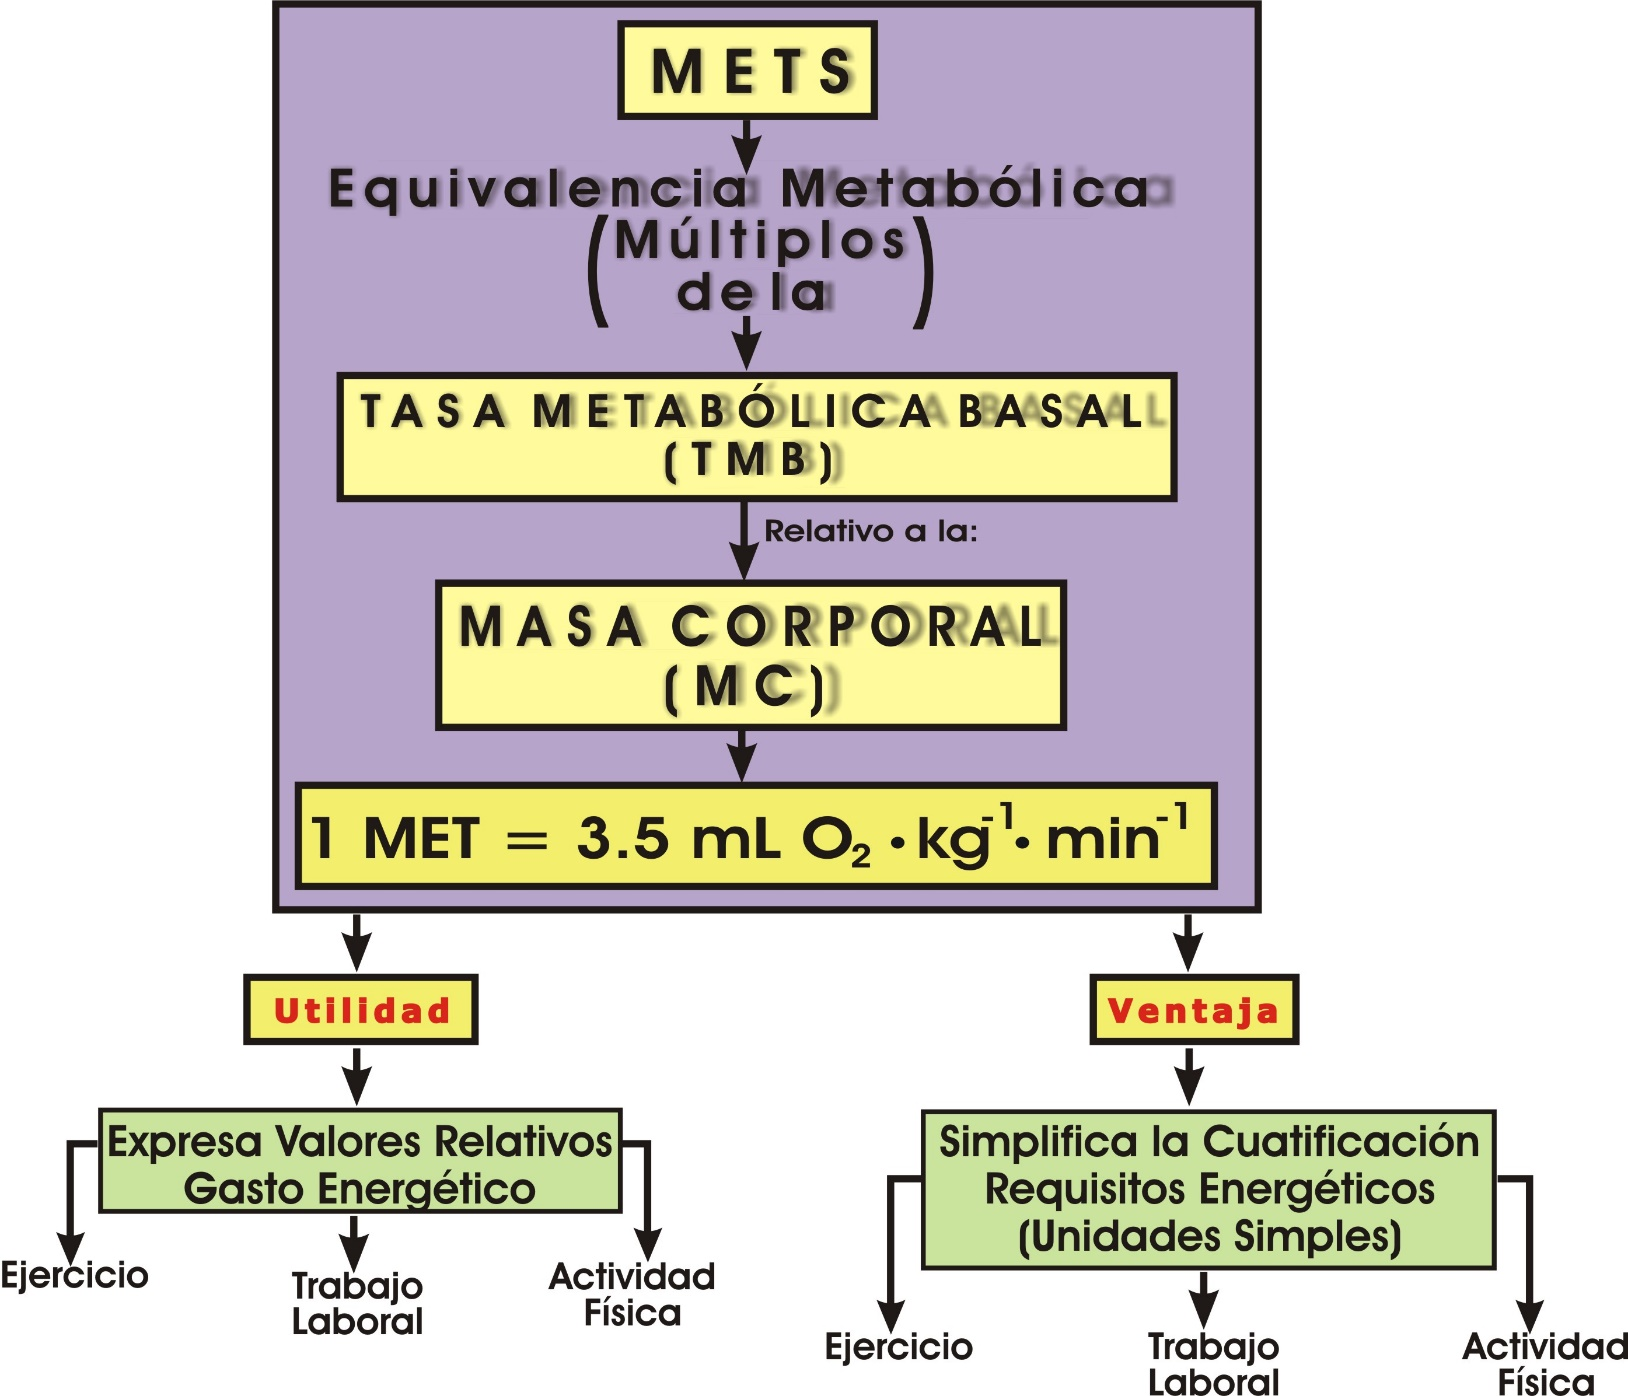 METS
Equivalencia Metabólica
(Múltiplos
de la)
TASA METABÓLICA BASAL
(TMB)
Relativo a la:
MASA CORPORAL
(MC)
1 MET = 3.5 mL O₂ • kg⁻¹ • min⁻¹
Utilidad
Ventaja
Expresa Valores Relativos
Gasto Energético
Ejercicio
Trabajo
Laboral
Actividad
Física
Simplifica la Cuatificación
Requisitos Energéticos
(Unidades Simples)
Ejercicio
Trabajo
Laboral
Actividad
Física